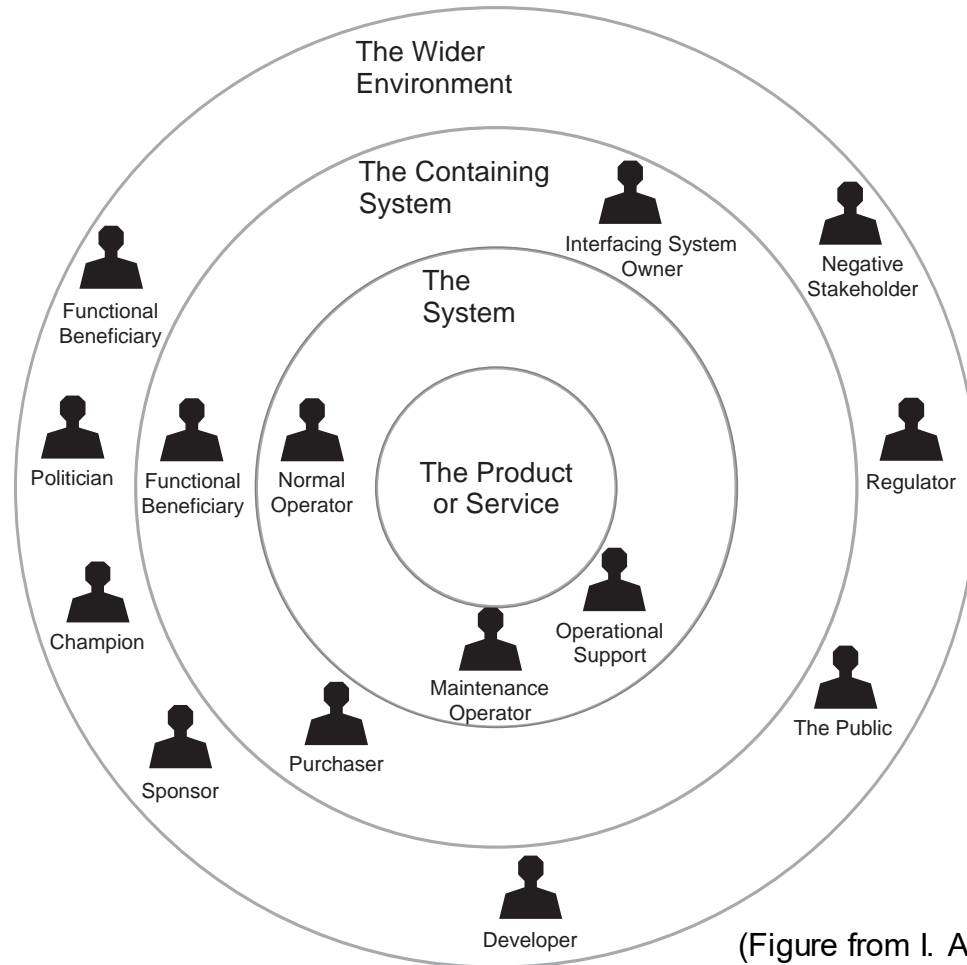 The Wider
Environment
The Containing
System
Interfacing System
Owner
Negative
Stakeholder
The
System
Functional
Beneficiary
Politician
Functional
Beneficiary
Normal
Operator
The Product
or Service
Regulator
Champion
Operational
Support
Maintenance
Operator
The Public
Purchaser
Sponsor
Developer
(Figure from I. A